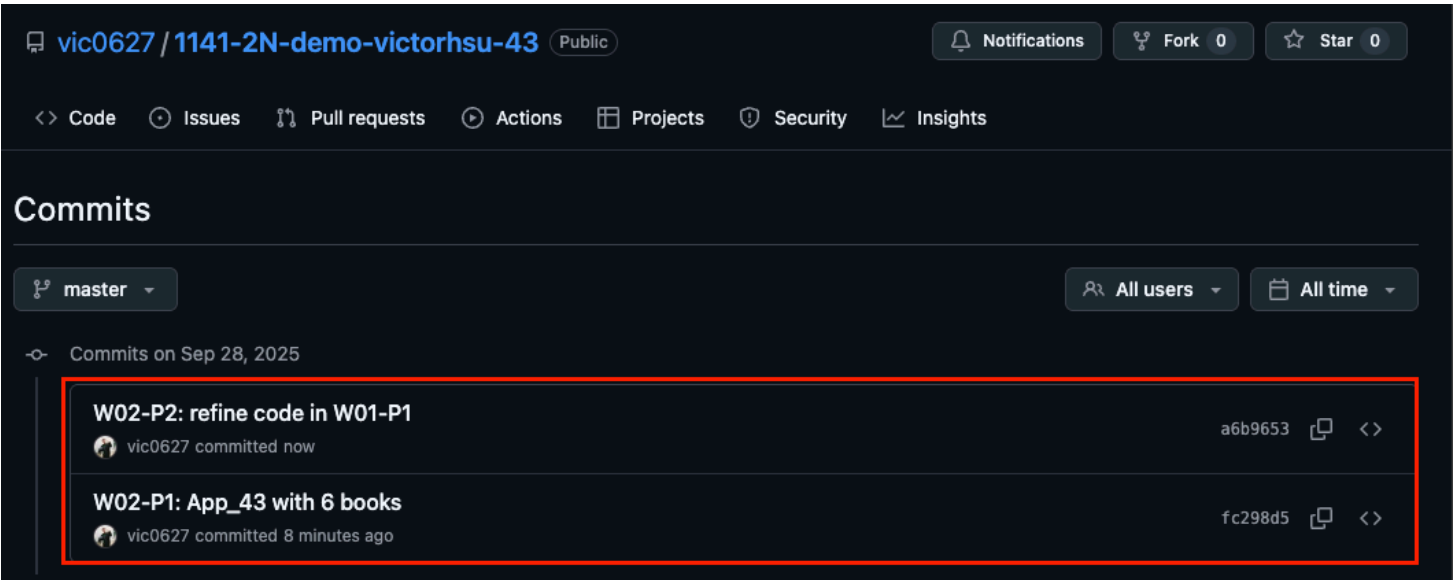 vic0627 / 1141-2N-demo-victorhsu-43 Public Notifications Fork 0 Star 0
Code Issues Pull requests Actions Projects Security Insights
Commits
master All users All time
Commits on Sep 28, 2025
W02-P2: refine code in W01-P1
vic0627 committed now a6b9653
W02-P1: App_43 with 6 books
vic0627 committed 8 minutes ago fc298d5